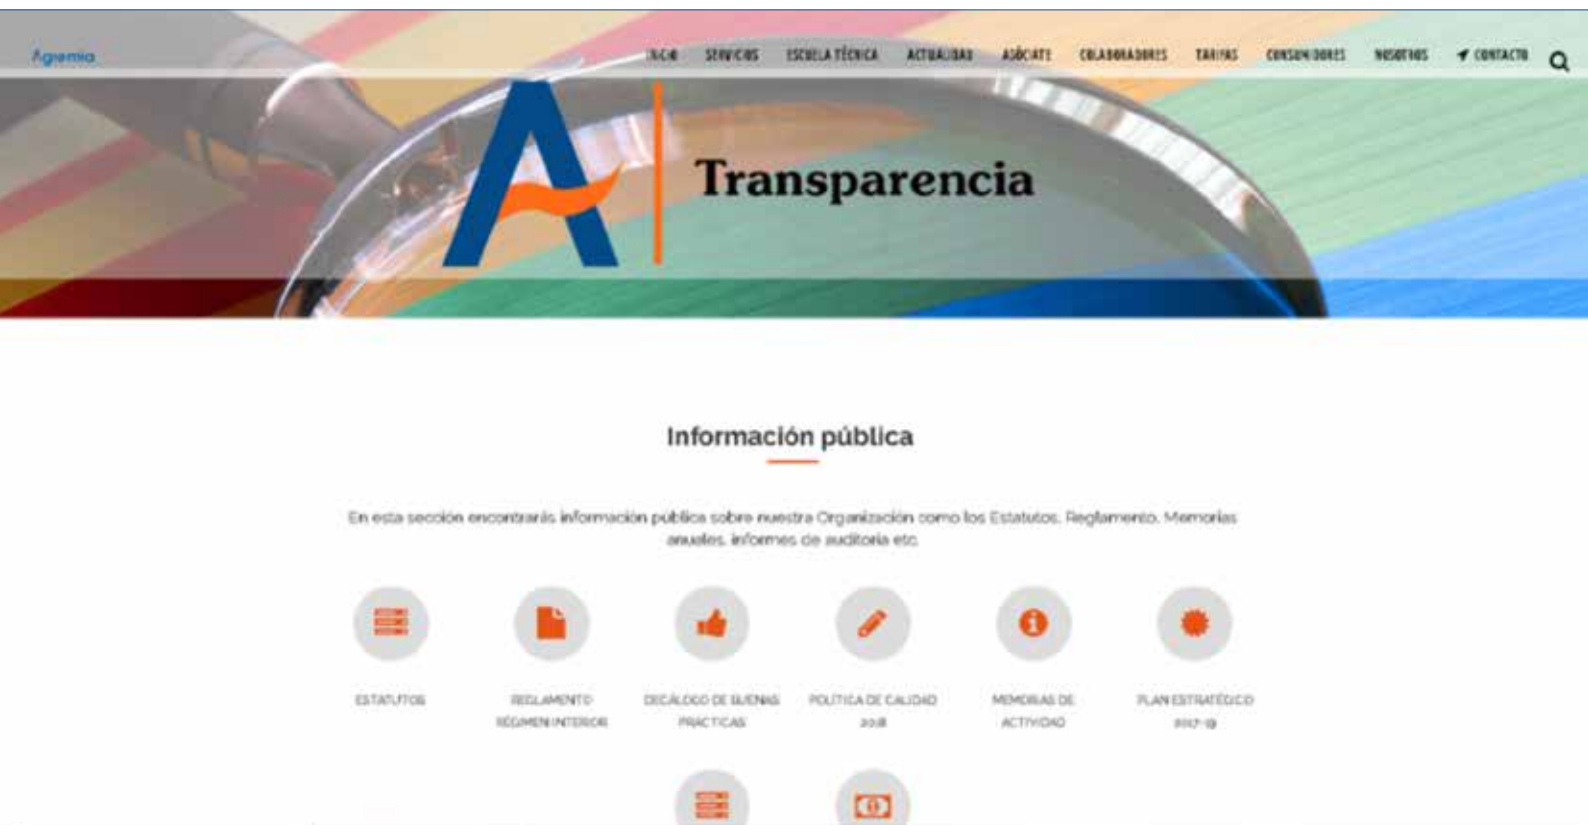 Agremia
INICIO SERVICIOS ESCUELA TÉCNICA ACTUALIDAD ASÓCIATE COLABORADORES TARIFAS CONSUMIDORES NOSOTROS CONTACTO
Transparencia
Información pública
En esta sección encontrarás información pública sobre nuestra Organización como los Estatutos, Reglamento, Memorias
anuales, informes de auditoria etc.
ESTATUTOS
REGLAMENTO
RÉGIMEN INTERIOR
DECÁLOGO DE BUENAS
PRÁCTICAS
POLÍTICA DE CALIDAD
2018
MEMORIAS DE
ACTIVIDAD
PLAN ESTRATÉGICO
2017-19